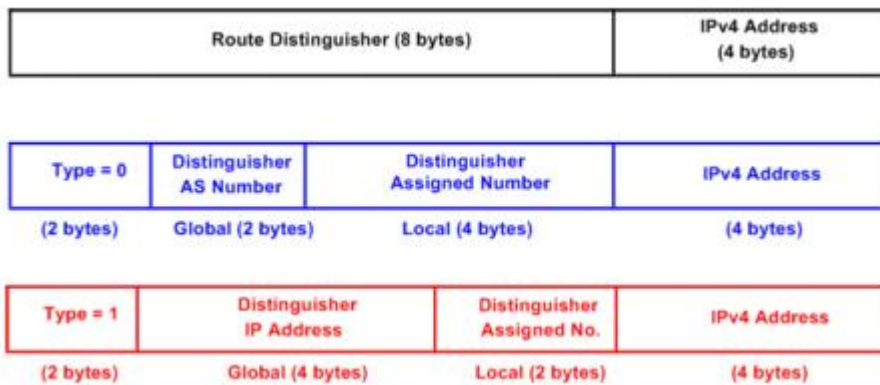 Route Distinguisher (8 bytes)
IPv4 Address
(4 bytes)
Type = 0
Distinguisher
AS Number
Distinguisher
Assigned Number
IPv4 Address
(2 bytes)
Global (2 bytes)
Local (4 bytes)
(4 bytes)
Type = 1
Distinguisher
IP Address
Distinguisher
Assigned No.
IPv4 Address
(2 bytes)
Global (4 bytes)
Local (2 bytes)
(4 bytes)